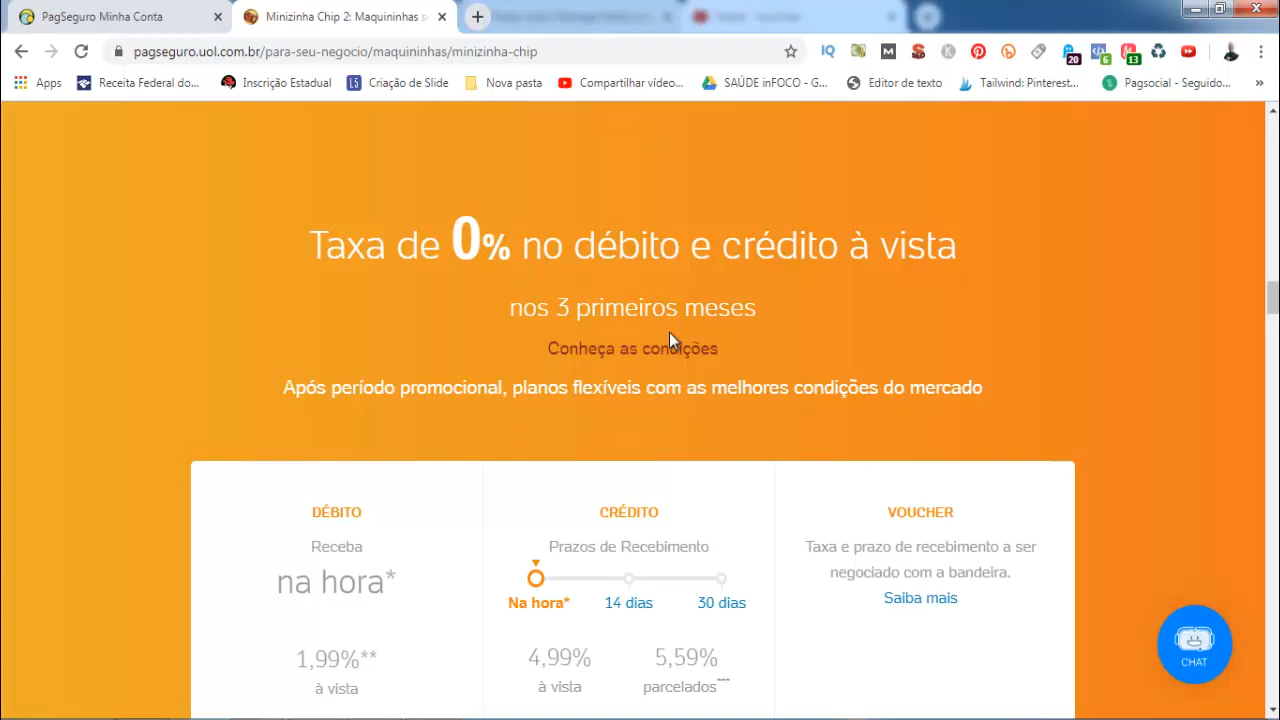 PagSeguro Minha Conta
Minizinha Chip 2: Maquininhas s
pagseguro.uol.com.br/para-seu-negocio/maquininhas/minizinha-chip
IQ
M
20
6
13
Apps
Receita Federal do...
Inscrição Estadual
Criação de Slide
Nova pasta
Compartilhar vídeo...
SAÚDE inFOCO - G...
Editor de texto
Tailwind: Pinterest...
Pagsocial - Seguido...
»
Taxa de 0% no débito e crédito à vista
nos 3 primeiros meses
Conheça as condições
Após período promocional, planos flexíveis com as melhores condições do mercado
DÉBITO
Receba
na hora*
1,99%**
à vista
CRÉDITO
Prazos de Recebimento
Na hora* 14 dias 30 dias
4,99% 5,59%
à vista parcelados***
VOUCHER
Taxa e prazo de recebimento a ser
negociado com a bandeira.
Saiba mais
CHAT